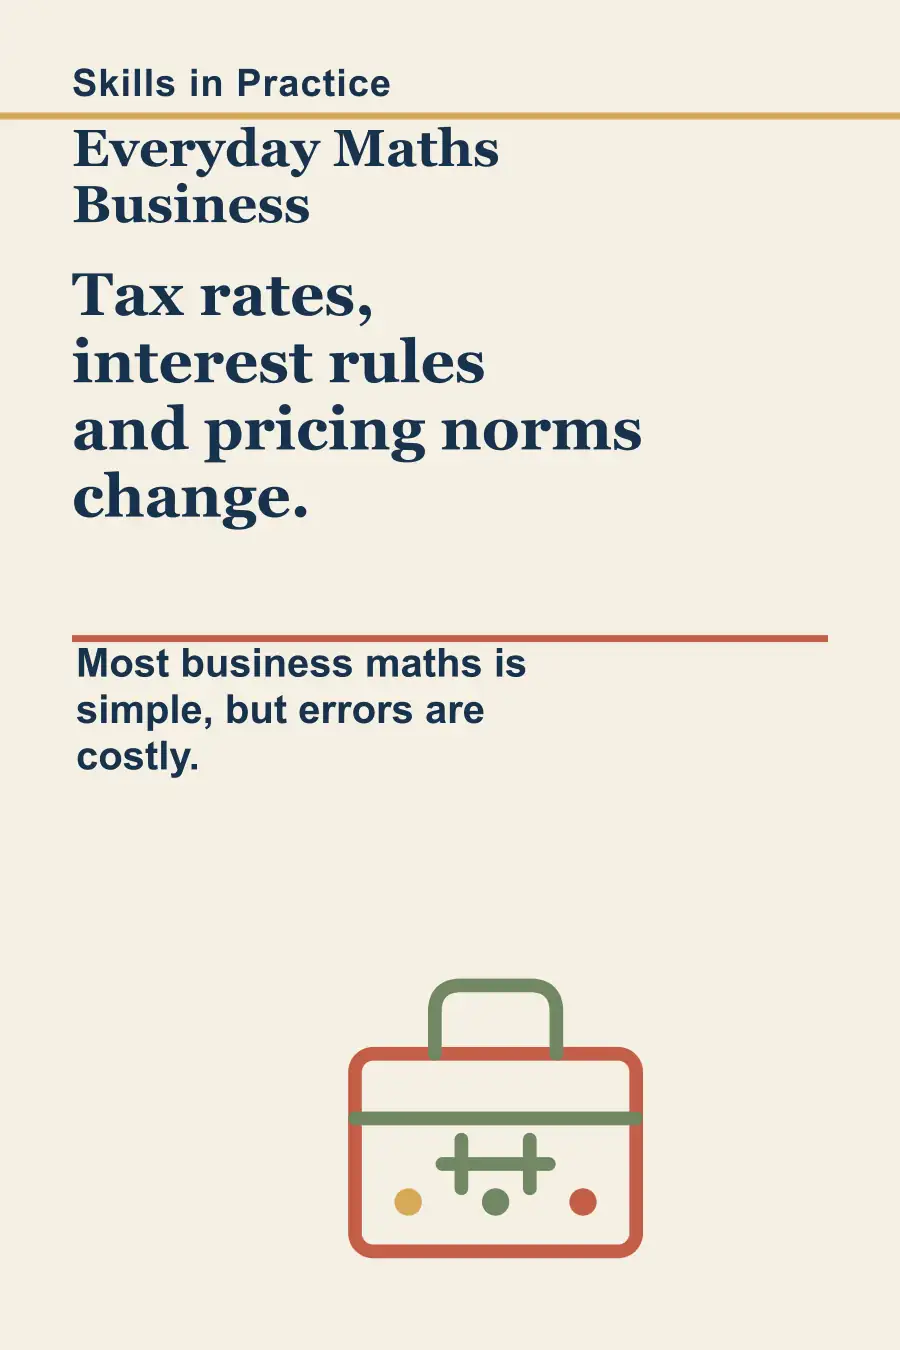 Skills in Practice
Everyday Maths
Business
Tax rates,
interest rules
and pricing norms
change.
Most business maths is
simple, but errors are
costly.